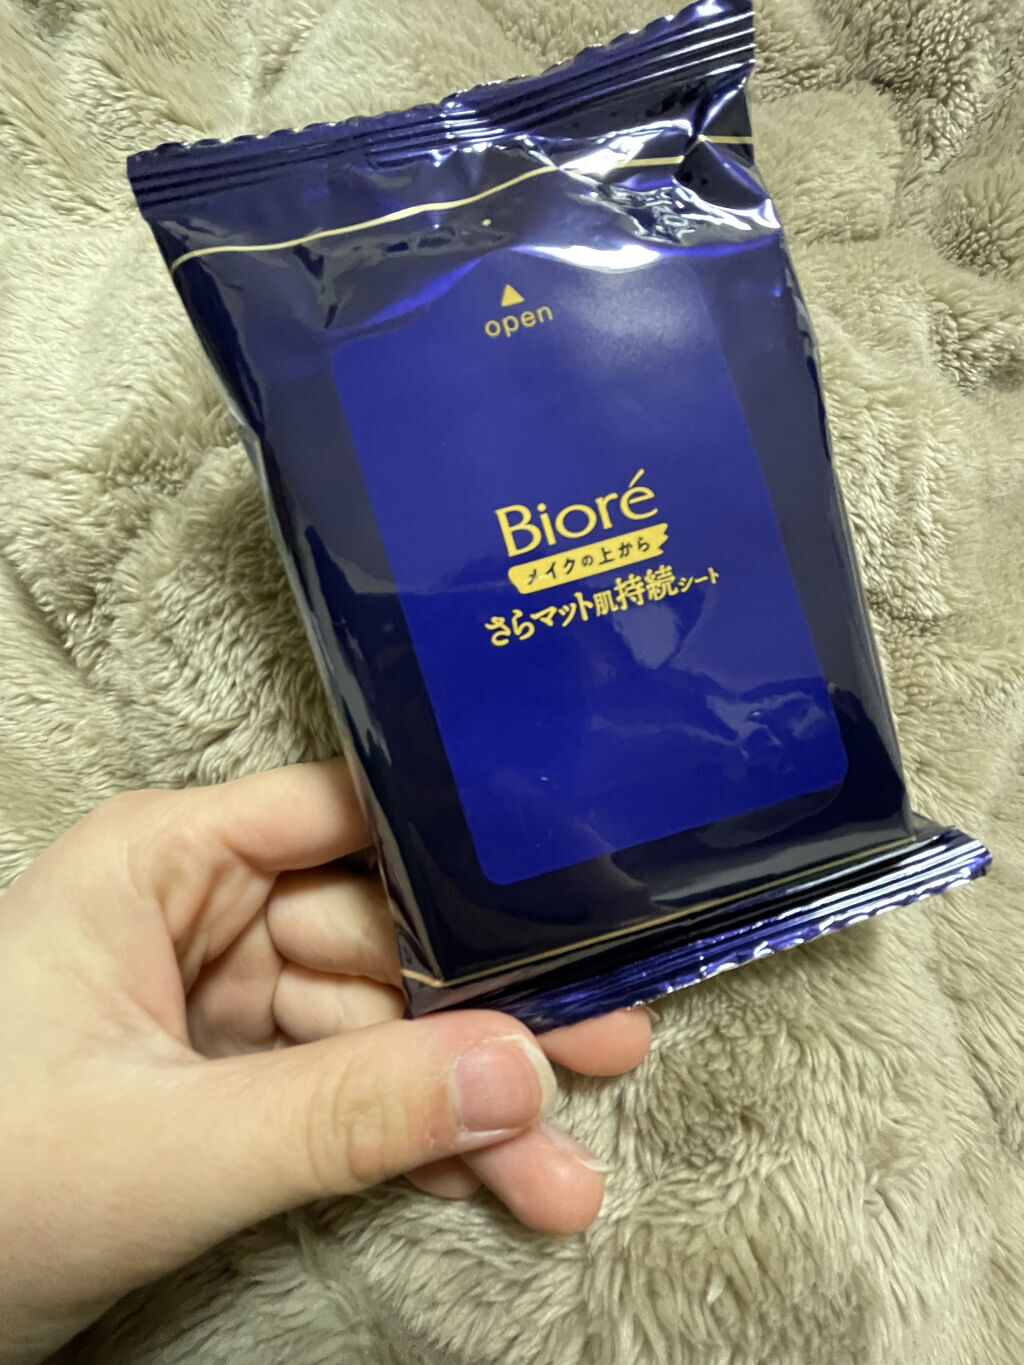 open
Bioré
メイクの上から
さらマット肌持続シート